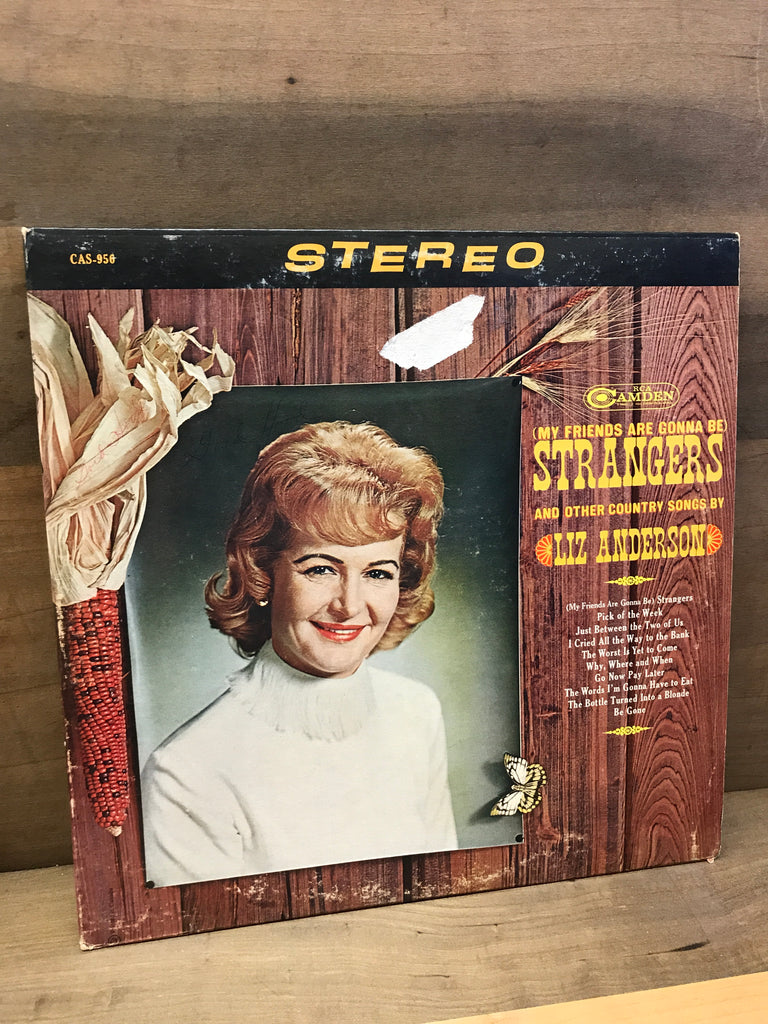 CAS-950
STEREO
RCA
CAMDEN
(MY FRIENDS ARE GONNA BE)
STRANGERS
AND OTHER COUNTRY SONGS BY
LIZ ANDERSON
(My Friends Are Gonna Be) Strangers
Pick of the Week
Just Between the Two of Us
I Cried All the Way to the Bank
The Worst Is Yet to Come
Why, Where and When
Go Now Pay Later
The Words I'm Gonna Have to Eat
The Bottle Turned Into a Blonde
Be Gone